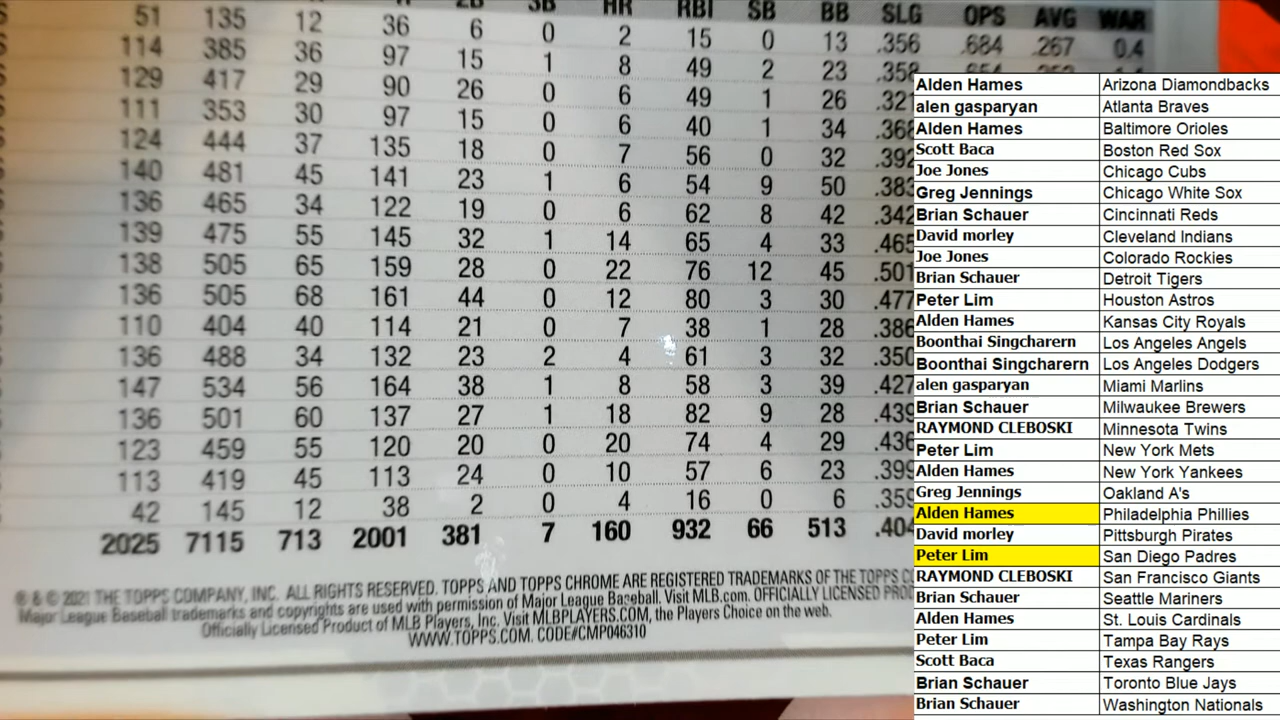 2B 3B HR RBI SB BB SLG OPS AVG WAR
51 135 12 36 6 0 2 15 0 13 .356 .684 .267 0.4
114 385 36 97 15 1 8 49 2 23 .358
129 417 29 90 26 0 6 49 1 26 .321
111 353 30 97 15 0 6 40 1 34 .368
124 444 37 135 18 0 7 56 0 32 .392
140 481 45 141 23 1 6 54 9 50 .383
136 465 34 122 19 0 6 62 8 42 .342
139 475 55 145 32 1 14 65 4 33 .465
138 505 65 159 28 0 22 76 12 45 .501
136 505 68 161 44 0 12 80 3 30 .477
110 404 40 114 21 0 7 38 1 28 .386
136 488 34 132 23 2 4 61 3 32 .350
147 534 56 164 38 1 8 58 3 39 .427
136 501 60 137 27 1 18 82 9 28 .439
123 459 55 120 20 0 20 74 4 29 .436
113 419 45 113 24 0 10 57 6 23 .399
42 145 12 38 2 0 4 16 0 6 .359
2025 7115 713 2001 381 7 160 932 66 513 .404
® & © 2021 THE TOPPS COMPANY, INC. ALL RIGHTS RESERVED. TOPPS AND TOPPS CHROME ARE REGISTERED TRADEMARKS OF THE TOPPS
Major League Baseball trademarks and copyrights are used with permission of Major League Baseball. Visit MLB.com. OFFICIALLY LICENSED
Officially Licensed Product of MLB Players, Inc. Visit MLBPLAYERS.COM, the Players Choice on the web.
WWW.TOPPS.COM. CODE#CMP046310
Alden Hames Arizona Diamondbacks
alen gasparyan Atlanta Braves
Alden Hames Baltimore Orioles
Scott Baca Boston Red Sox
Joe Jones Chicago Cubs
Greg Jennings Chicago White Sox
Brian Schauer Cincinnati Reds
David morley Cleveland Indians
Joe Jones Colorado Rockies
Brian Schauer Detroit Tigers
Peter Lim Houston Astros
Alden Hames Kansas City Royals
Boonthai Singcharern Los Angeles Angels
Boonthai Singcharern Los Angeles Dodgers
alen gasparyan Miami Marlins
Brian Schauer Milwaukee Brewers
RAYMOND CLEBOSKI Minnesota Twins
Peter Lim New York Mets
Alden Hames New York Yankees
Greg Jennings Oakland A's
Alden Hames Philadelphia Phillies
David morley Pittsburgh Pirates
Peter Lim San Diego Padres
RAYMOND CLEBOSKI San Francisco Giants
Brian Schauer Seattle Mariners
Alden Hames St. Louis Cardinals
Peter Lim Tampa Bay Rays
Scott Baca Texas Rangers
Brian Schauer Toronto Blue Jays
Brian Schauer Washington Nationals